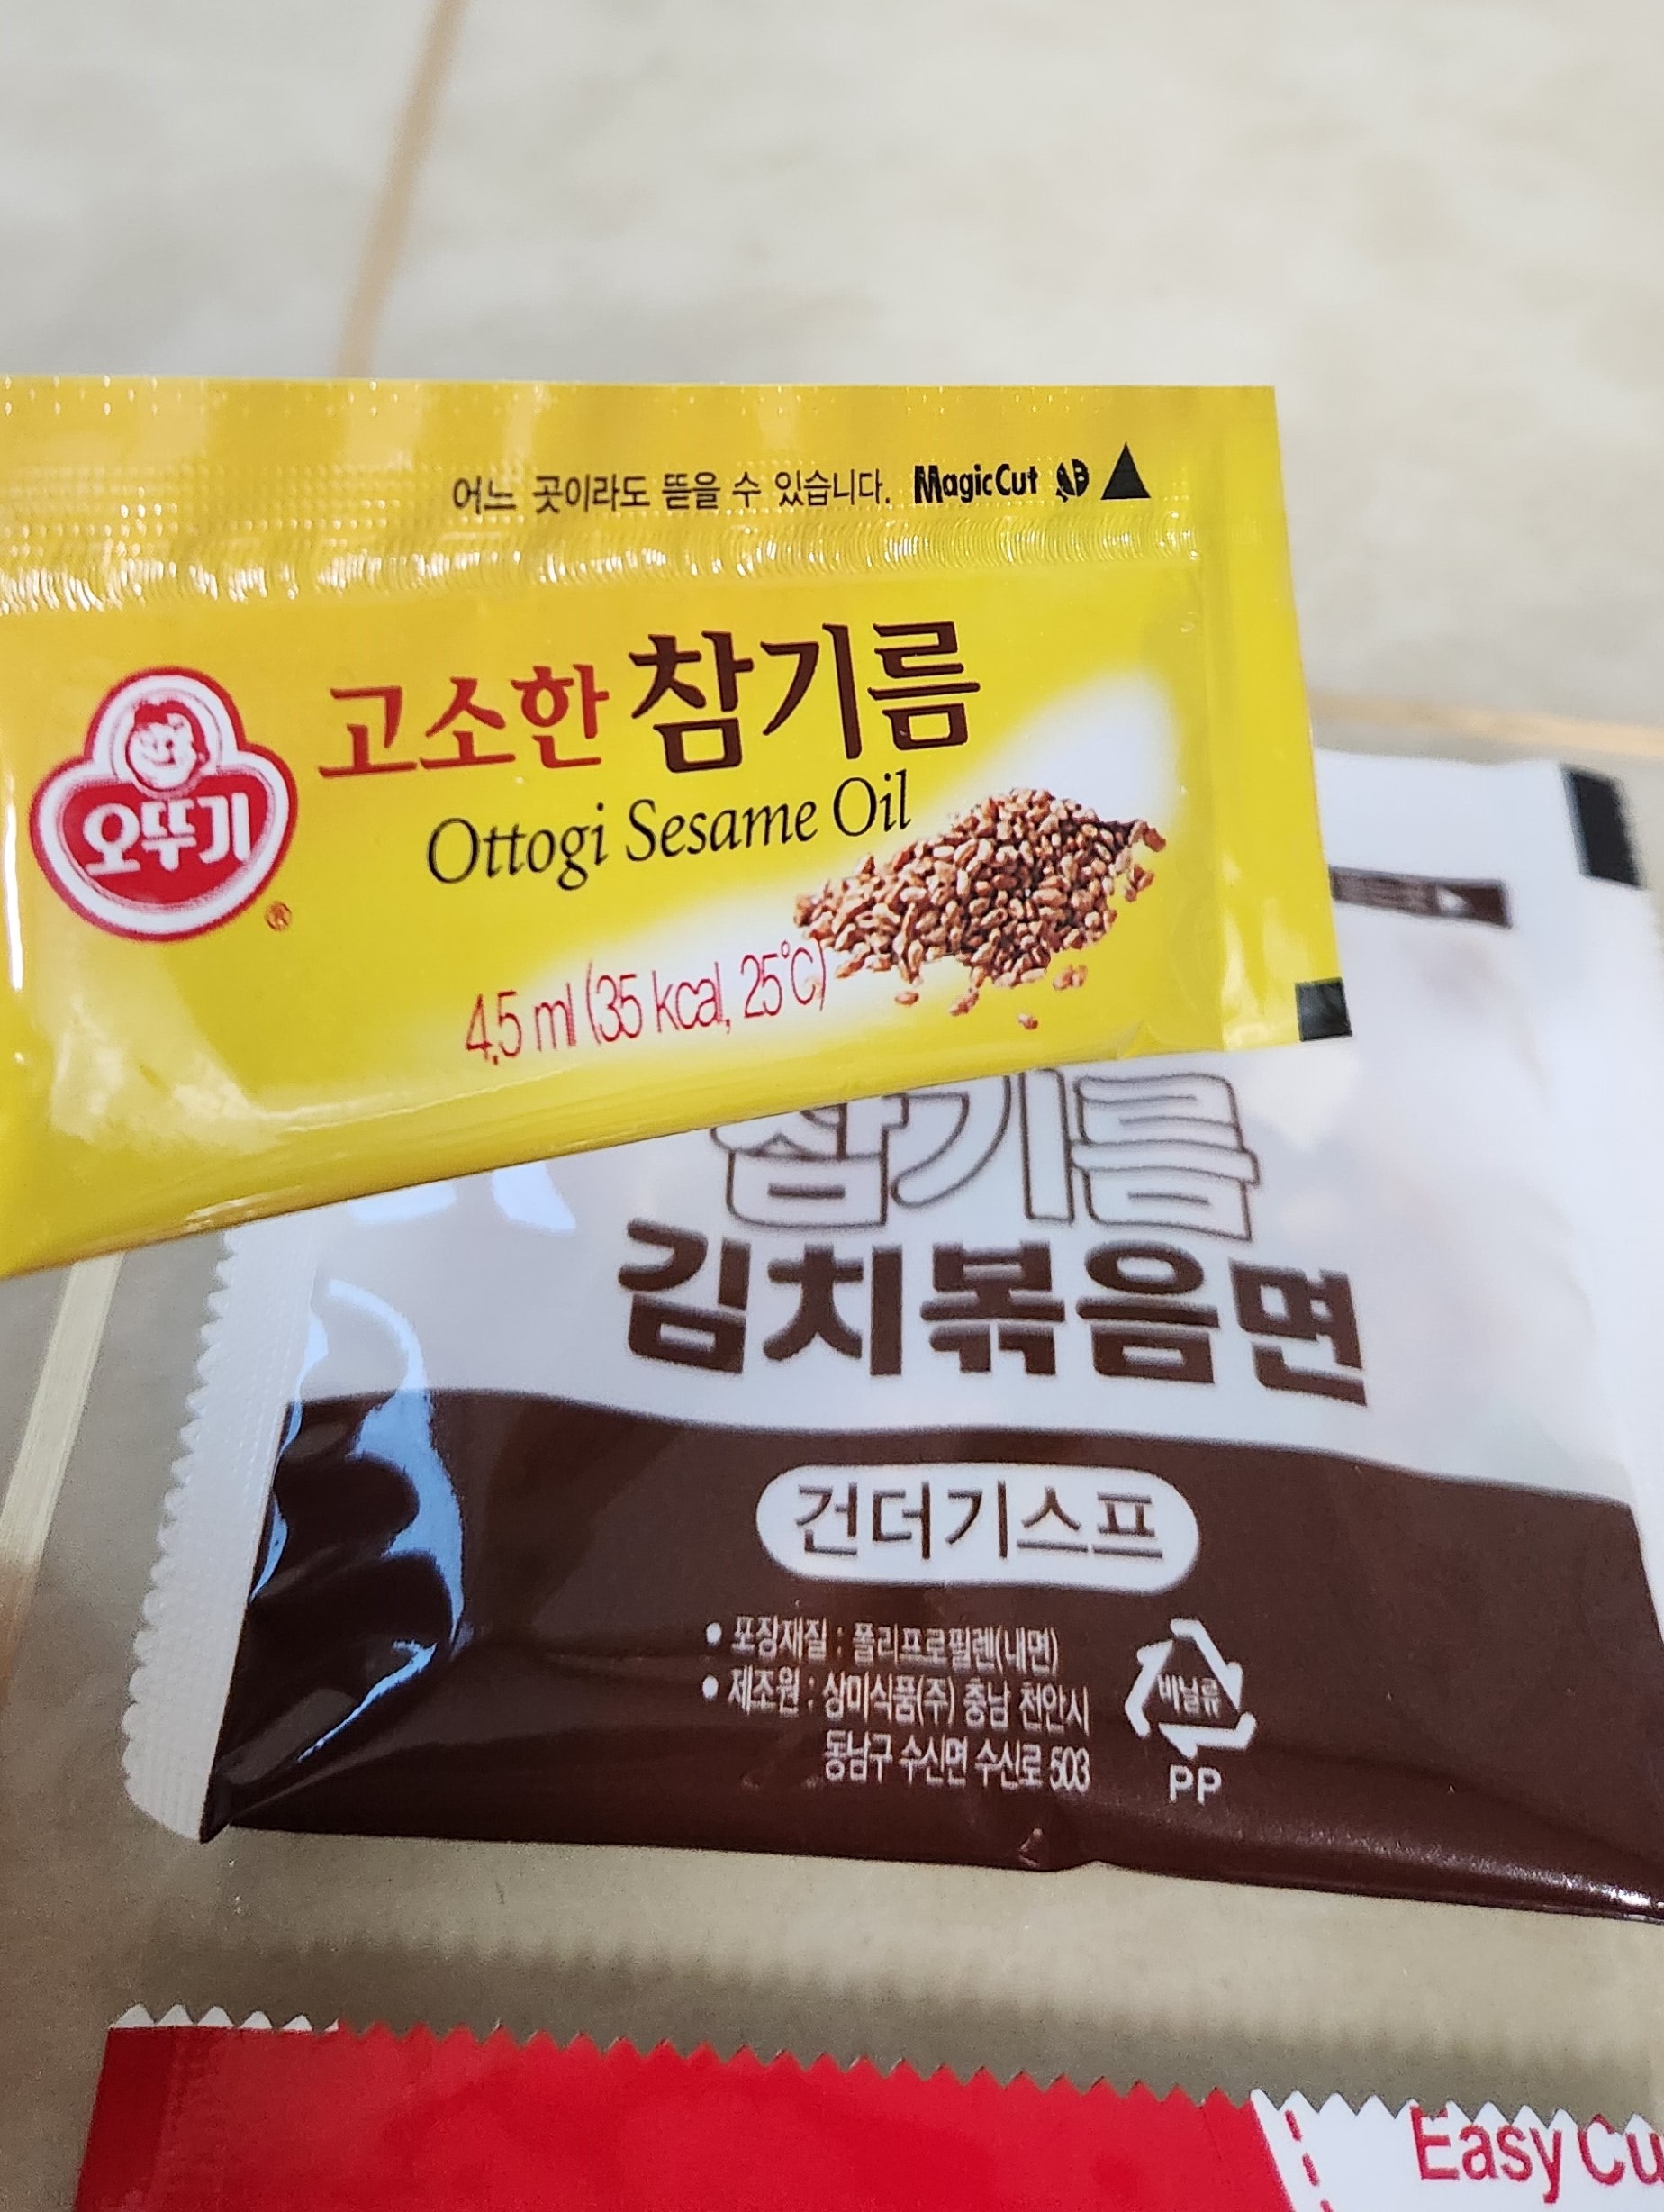 어느 곳이라도 뜯을 수 있습니다. MagicCut
고소한 참기름
오뚜기
®
Ottogi Sesame Oil
4.5 ml (35 kcal, 25℃)
참기름
김치볶음면
건더기스프
• 포장재질 : 폴리프로필렌(내면)
• 제조원 : 상미식품(주) 충남 천안시
동남구 수신면 수신로 503
비닐류
PP
Easy Cu